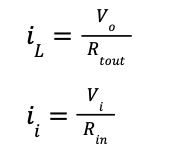 i_L = V_o / R_tout
i_i = V_i / R_in